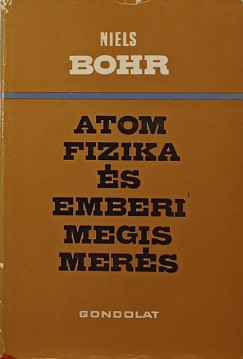 NIELS
BOHR
ATOM
FIZIKA
ÉS
EMBERI
MEGIS
MERÉS
GONDOLAT